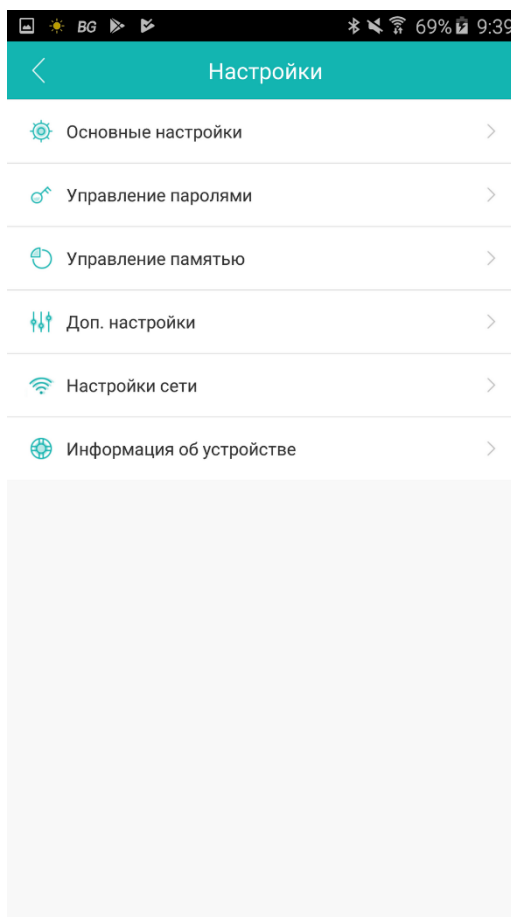 BG 69% 9:39
Настройки
Основные настройки
Управление паролями
Управление памятью
Доп. настройки
Настройки сети
Информация об устройстве